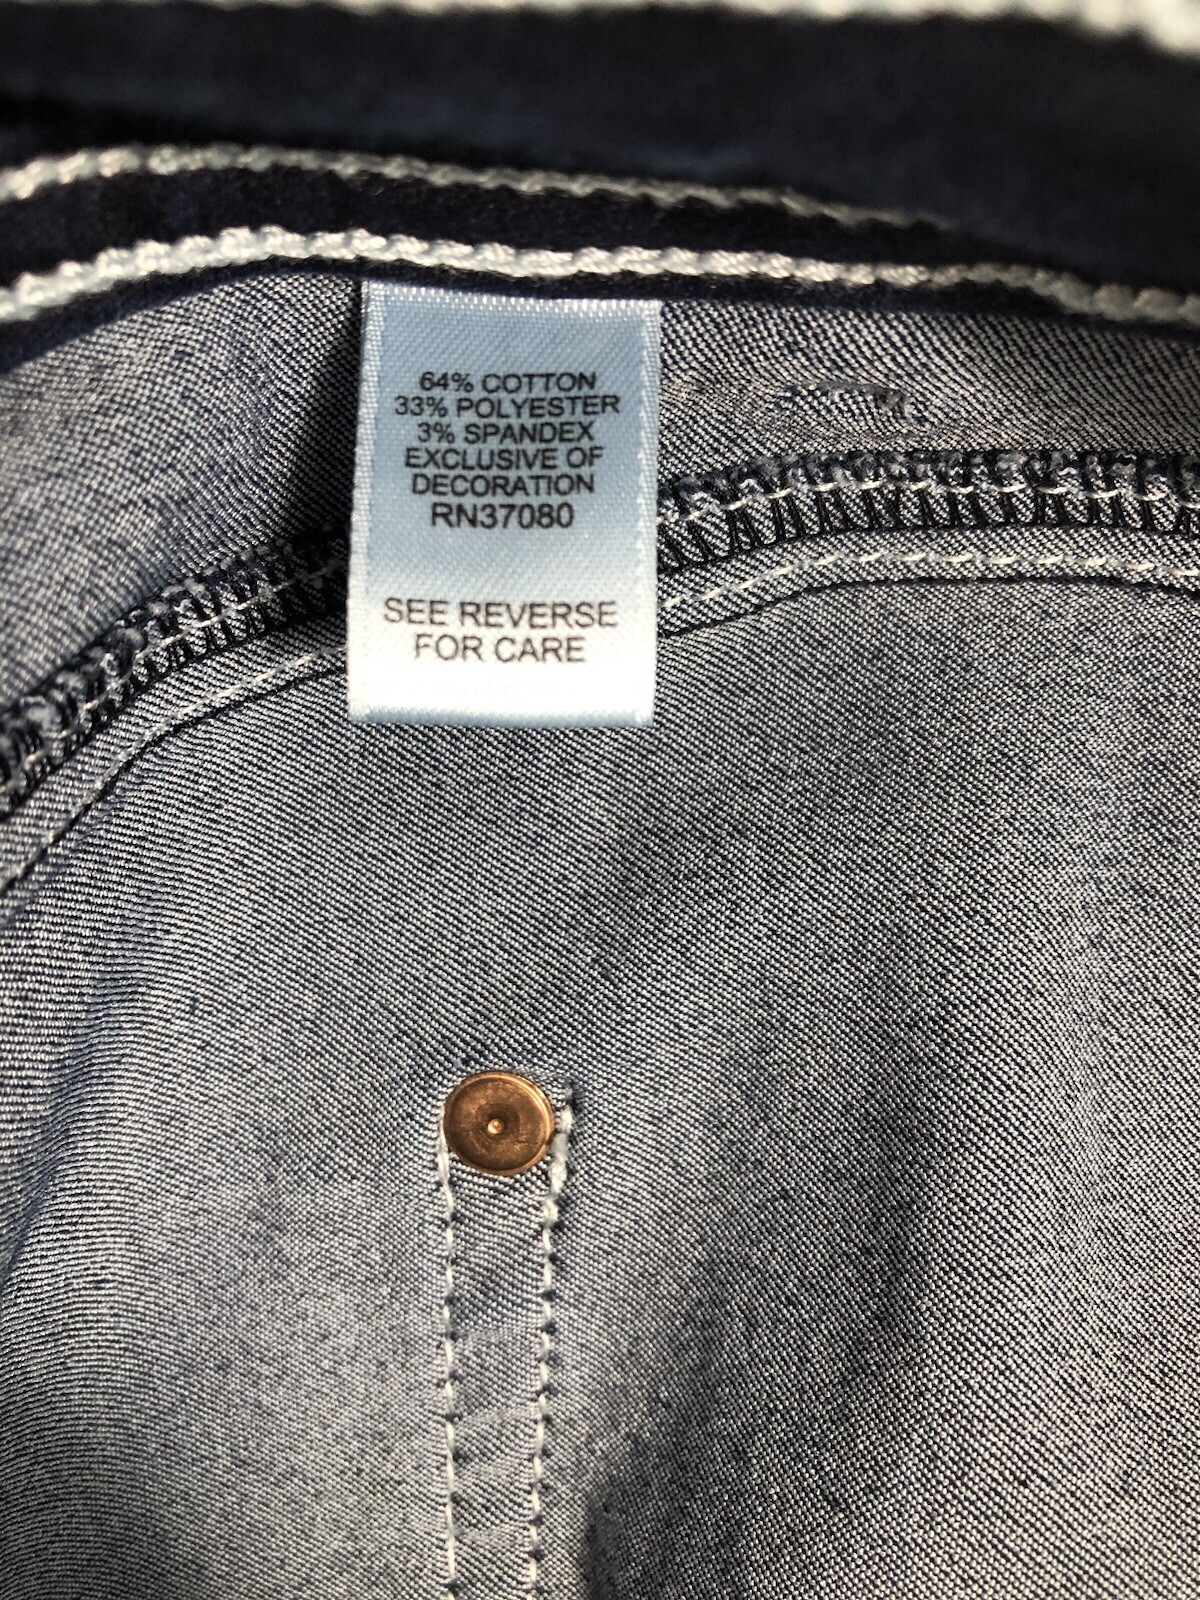 64% COTTON
33% POLYESTER
3% SPANDEX
EXCLUSIVE OF
DECORATION
RN37080
SEE REVERSE
FOR CARE